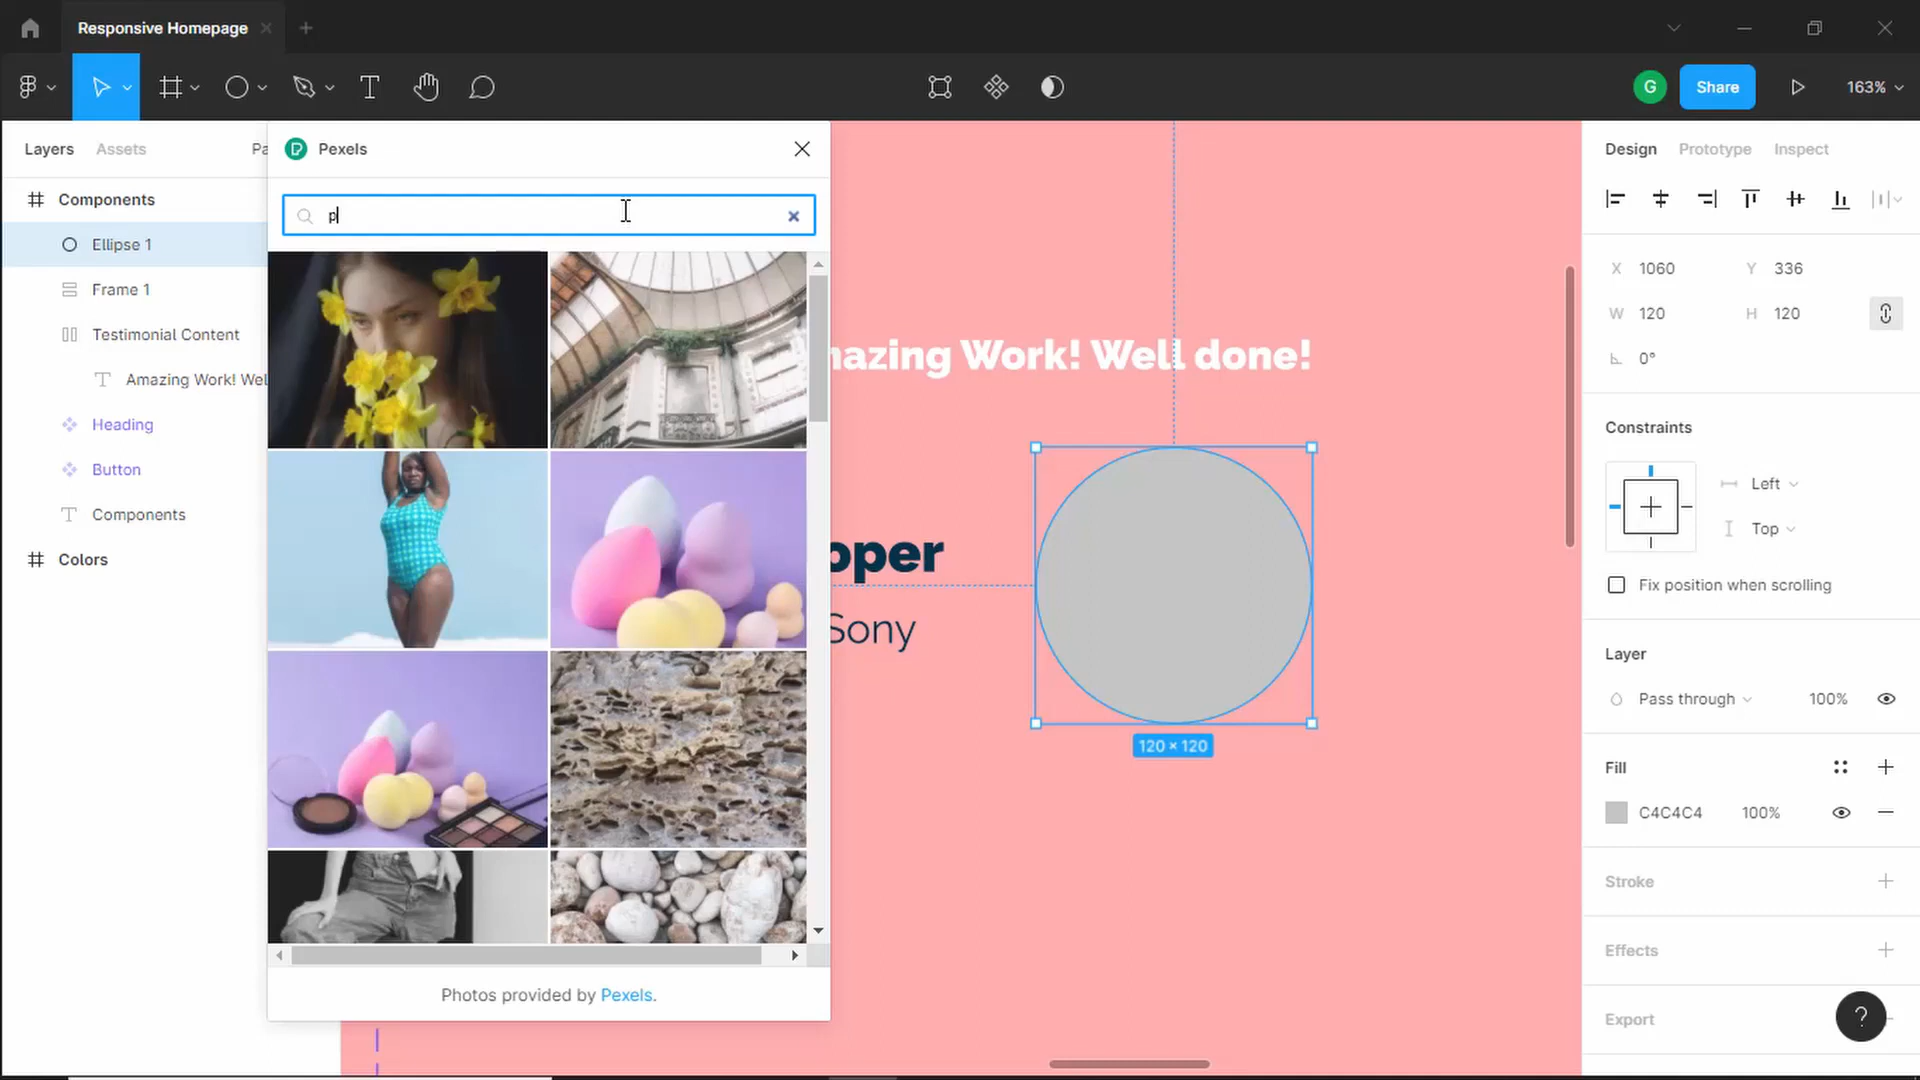 Responsive Homepage
G
Share
163%
Layers
Assets
Pa
Components
Ellipse 1
Frame 1
Testimonial Content
Amazing Work! Wel
Heading
Button
Components
Colors
Pexels
p
Photos provided by Pexels.
mazing Work! Well done!
pper
Sony
120 × 120
Design
Prototype
Inspect
X 1060
Y 336
W 120
H 120
0°
Constraints
Left
Top
Fix position when scrolling
Layer
Pass through
100%
Fill
C4C4C4
100%
Stroke
Effects
Export
?